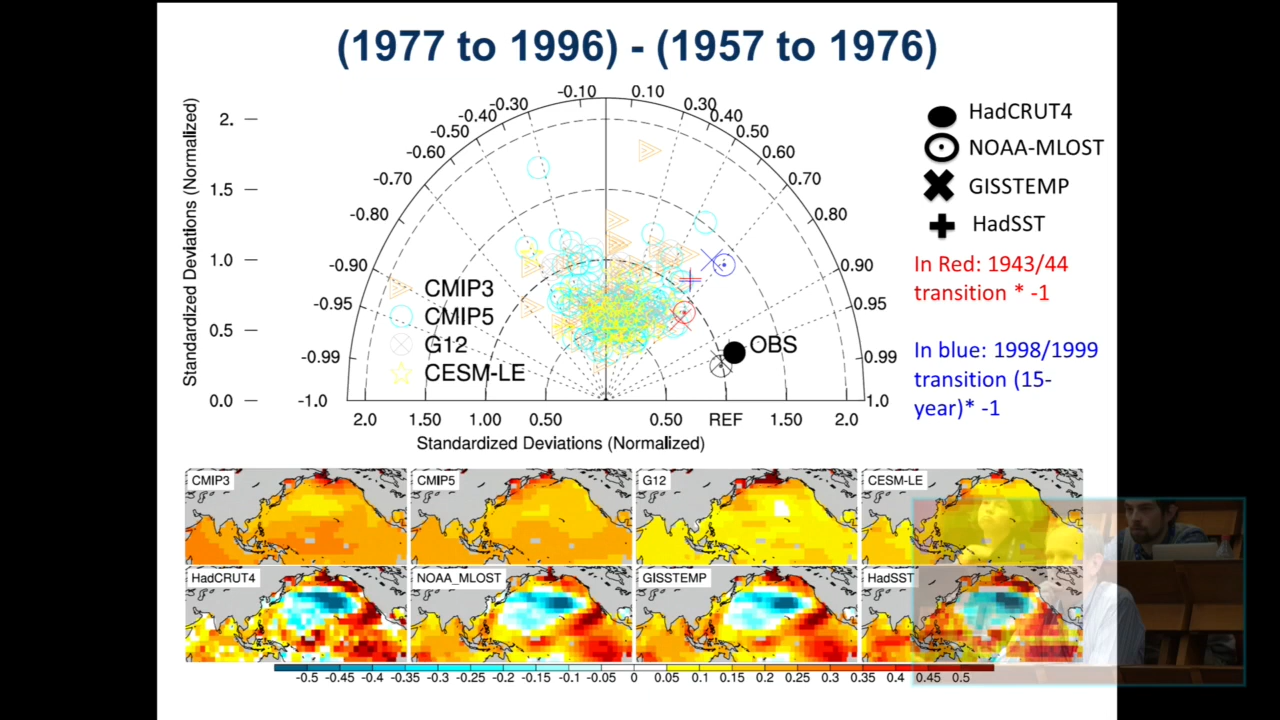 (1977 to 1996) - (1957 to 1976)
-0.10 0.10
-0.30 0.30
-0.40 0.40
-0.50 0.50
-0.60 0.60
-0.70 0.70
-0.80 0.80
-0.90 0.90
-0.95 0.95
-0.99 0.99
-1.0 1.0
Standardized Deviations (Normalized)
2.
1.5
1.0
0.5
0.0
CMIP3
CMIP5
G12
CESM-LE
OBS
2.0 1.50 1.00 0.50 0.50 REF 1.50 2.0
Standardized Deviations (Normalized)
HadCRUT4
NOAA-MLOST
GISSTEMP
HadSST
In Red: 1943/44
transition * -1
In blue: 1998/1999
transition (15-
year)* -1
CMIP3 CMIP5 G12 CESM-LE
HadCRUT4 NOAA_MLOST GISSTEMP HadSST
-0.5 -0.45 -0.4 -0.35 -0.3 -0.25 -0.2 -0.15 -0.1 -0.05 0 0.05 0.1 0.15 0.2 0.25 0.3 0.35 0.4 0.45 0.5